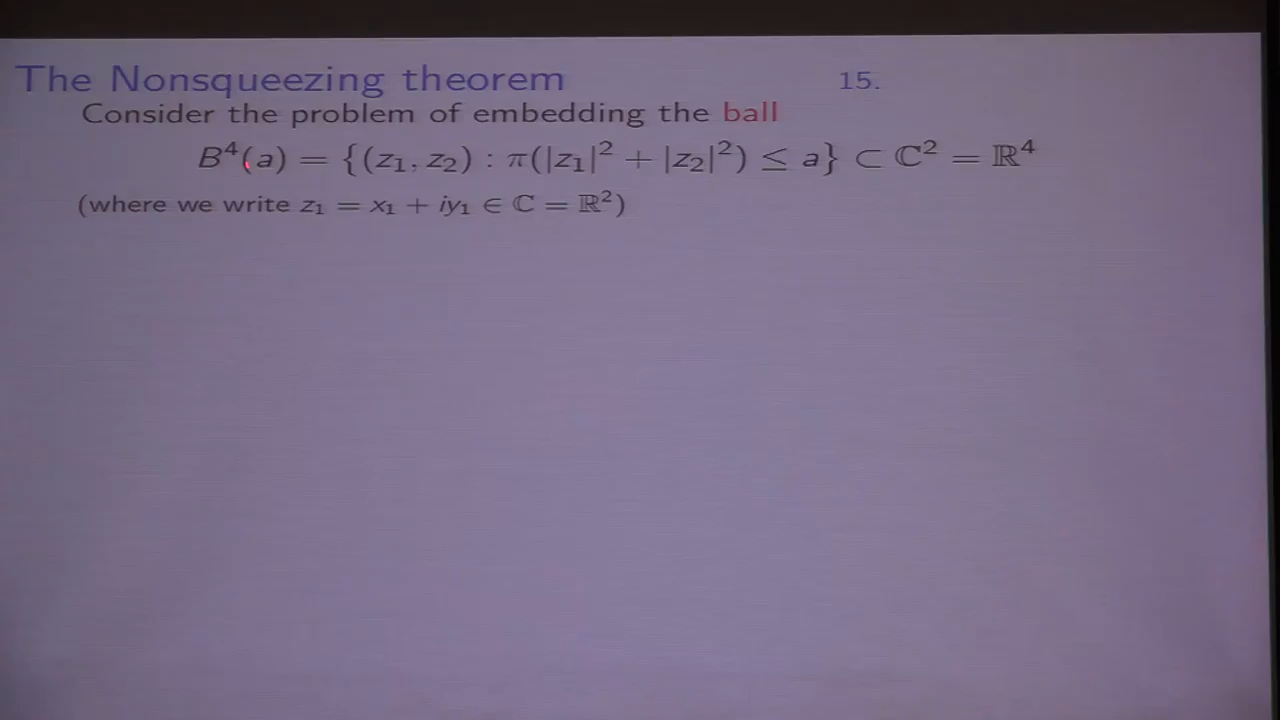 The Nonsqueezing theorem 15.
Consider the problem of embedding the ball
B⁴(a) = {(z₁, z₂) : π(|z₁|² + |z₂|²) ≤ a} ⊂ ℂ² = ℝ⁴
(where we write z₁ = x₁ + iy₁ ∈ ℂ = ℝ²)